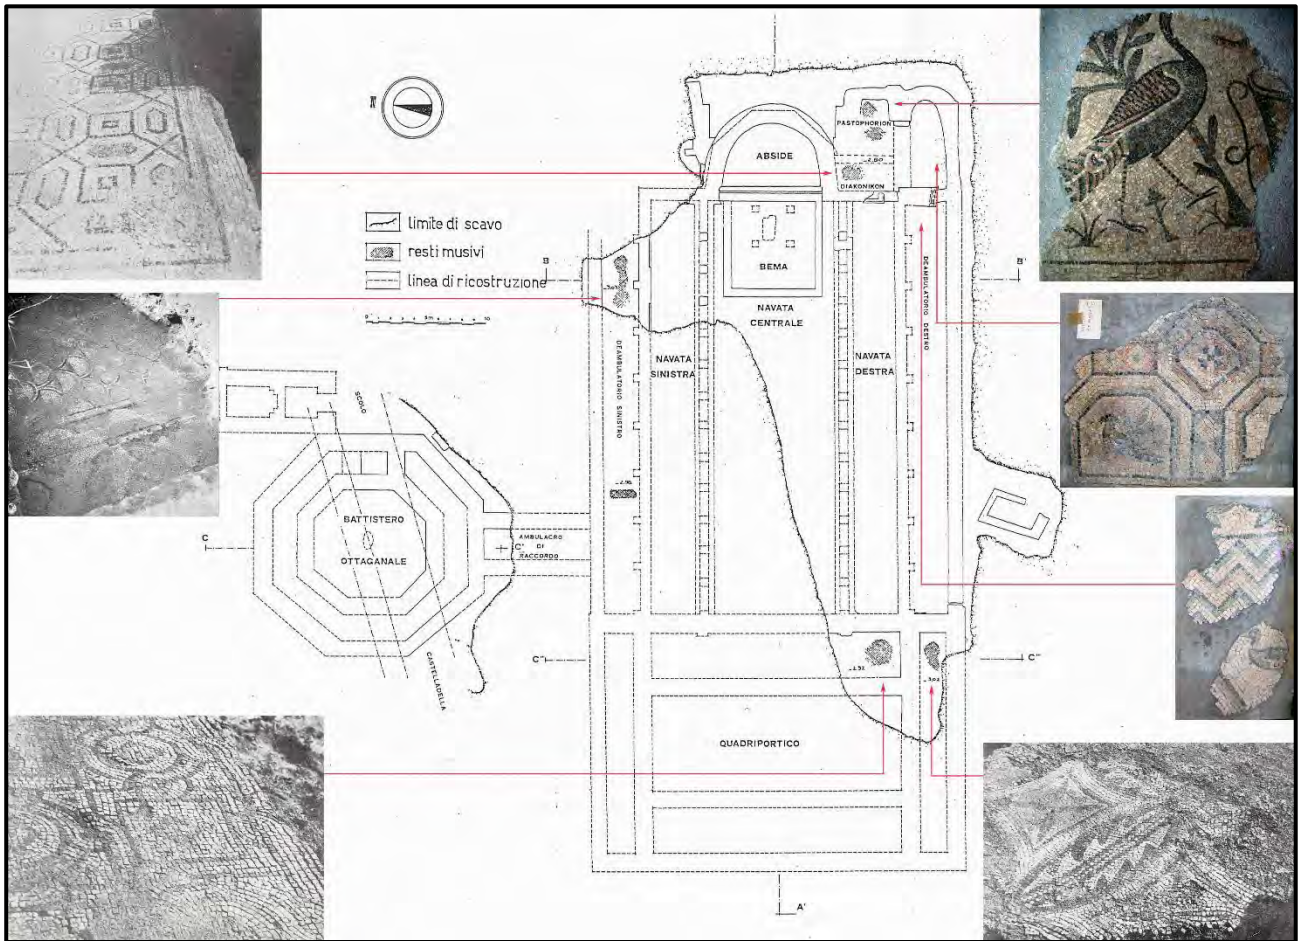 N
PASTOPHORION
ABSIDE
DIAKONIKON
limite di scavo
resti musivi
linea di ricostruzione
B
B'
BEMA
NAVATA
CENTRALE
DEAMBULATORIO DESTRO
NAVATA
SINISTRA
NAVATA
DESTRA
DEAMBULATORIO SINISTRO
SCOLO
BATTISTERO
OTTAGANALE
C
C'
AMBULACRO
DI
RACCORDO
C"
C'"
CASTELLADELLA
QUADRIPORTICO
A'